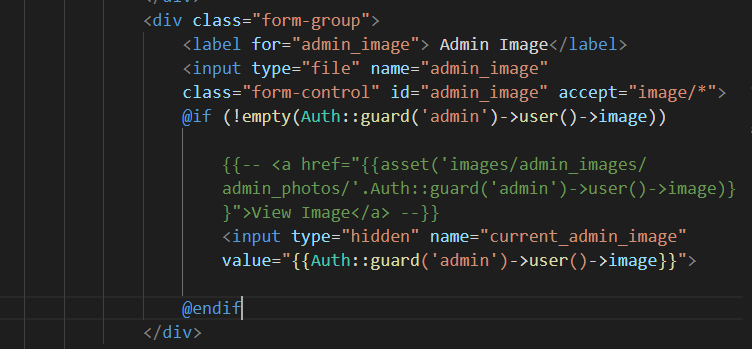 </div>
<div class="form-group">
<label for="admin_image"> Admin Image</label>
<input type="file" name="admin_image"
class="form-control" id="admin_image" accept="image/*">
@if (!empty(Auth::guard('admin')->user()->image))
{{-- <a href="{{asset('images/admin_images/
admin_photos/'.Auth::guard('admin')->user()->image)}
}">View Image</a> --}}
<input type="hidden" name="current_admin_image"
value="{{Auth::guard('admin')->user()->image}}">
@endif
</div>